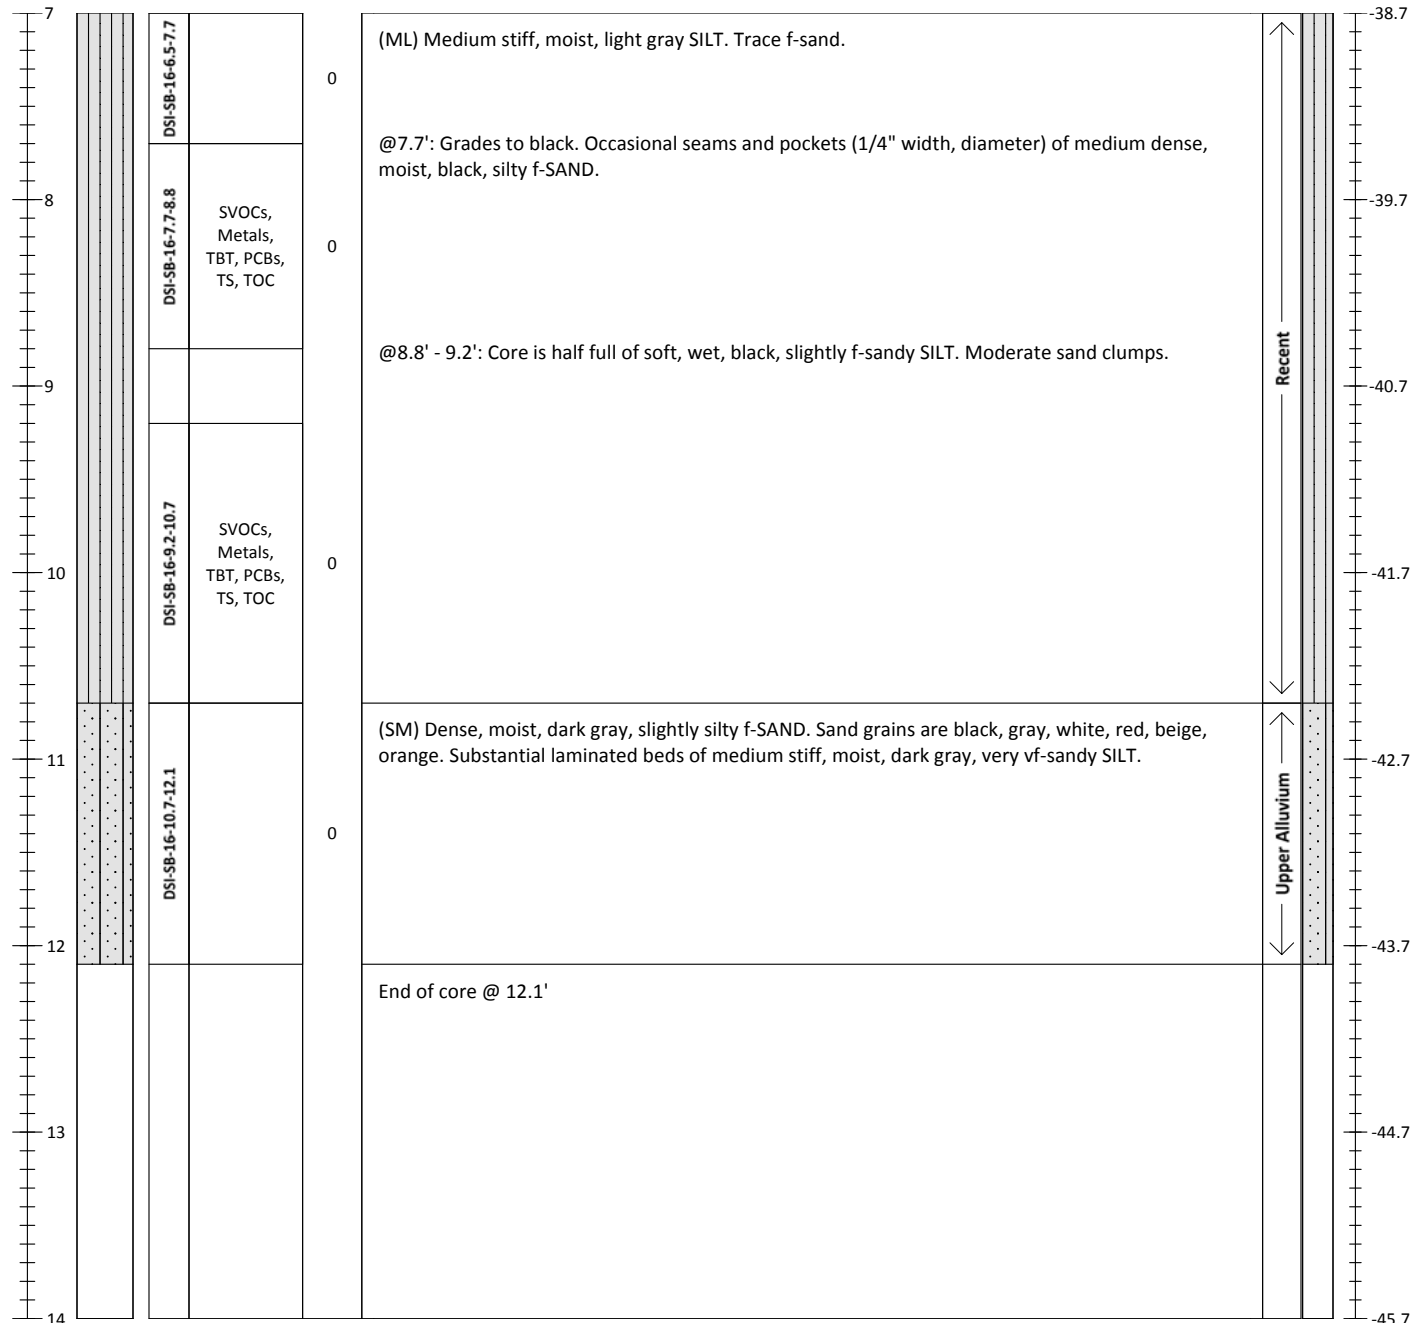 7
8
9
10
11
12
13
14
DSI-SB-16-6.5-7.7
DSI-SB-16-7.7-8.8
DSI-SB-16-9.2-10.7
DSI-SB-16-10.7-12.1
SVOCs,
Metals,
TBT, PCBs,
TS, TOC
SVOCs,
Metals,
TBT, PCBs,
TS, TOC
0
0
0
0
(ML) Medium stiff, moist, light gray SILT. Trace f-sand.
@7.7': Grades to black. Occasional seams and pockets (1/4" width, diameter) of medium dense,
moist, black, silty f-SAND.
@8.8' - 9.2': Core is half full of soft, wet, black, slightly f-sandy SILT. Moderate sand clumps.
(SM) Dense, moist, dark gray, slightly silty f-SAND. Sand grains are black, gray, white, red, beige,
orange. Substantial laminated beds of medium stiff, moist, dark gray, very vf-sandy SILT.
End of core @ 12.1'
Recent
Upper Alluvium
-38.7
-39.7
-40.7
-41.7
-42.7
-43.7
-44.7
-45.7